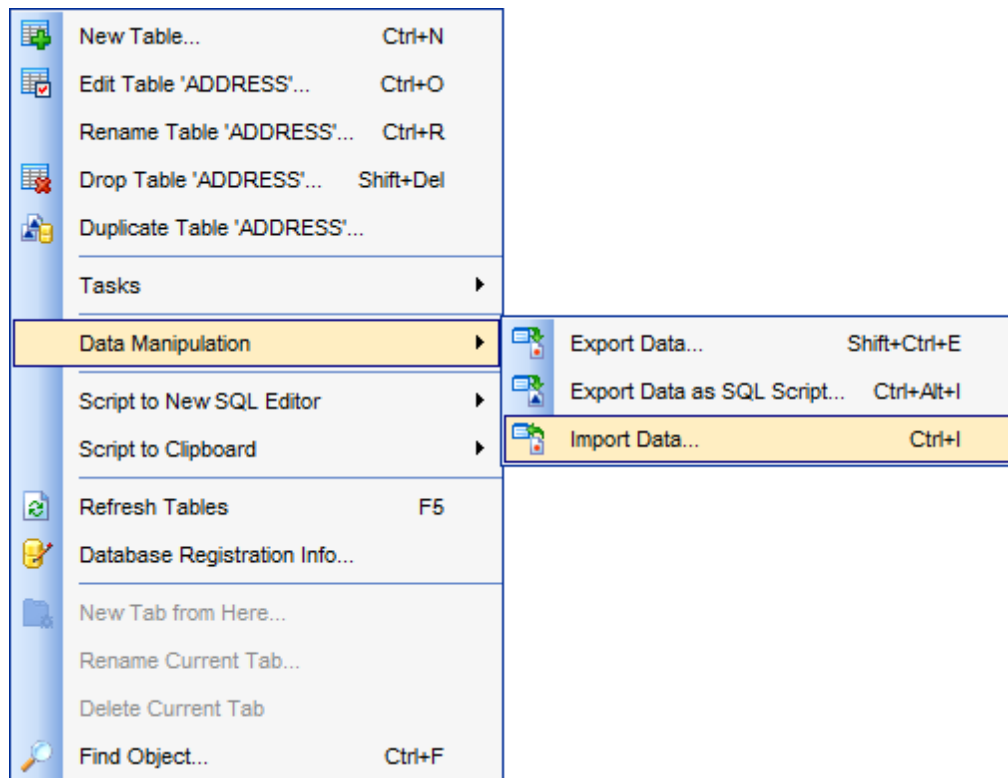 New Table... Ctrl+N
Edit Table 'ADDRESS'... Ctrl+O
Rename Table 'ADDRESS'... Ctrl+R
Drop Table 'ADDRESS'... Shift+Del
Duplicate Table 'ADDRESS'...
Tasks
Data Manipulation
Export Data... Shift+Ctrl+E
Export Data as SQL Script... Ctrl+Alt+I
Import Data... Ctrl+I
Script to New SQL Editor
Script to Clipboard
Refresh Tables F5
Database Registration Info...
New Tab from Here...
Rename Current Tab...
Delete Current Tab
Find Object... Ctrl+F